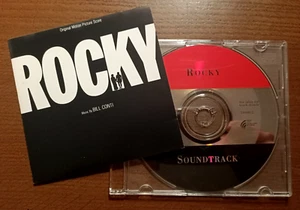 Original Motion Picture Score
ROCKY
Music By BILL CONTI
ROCKY
SOUNDTRACK